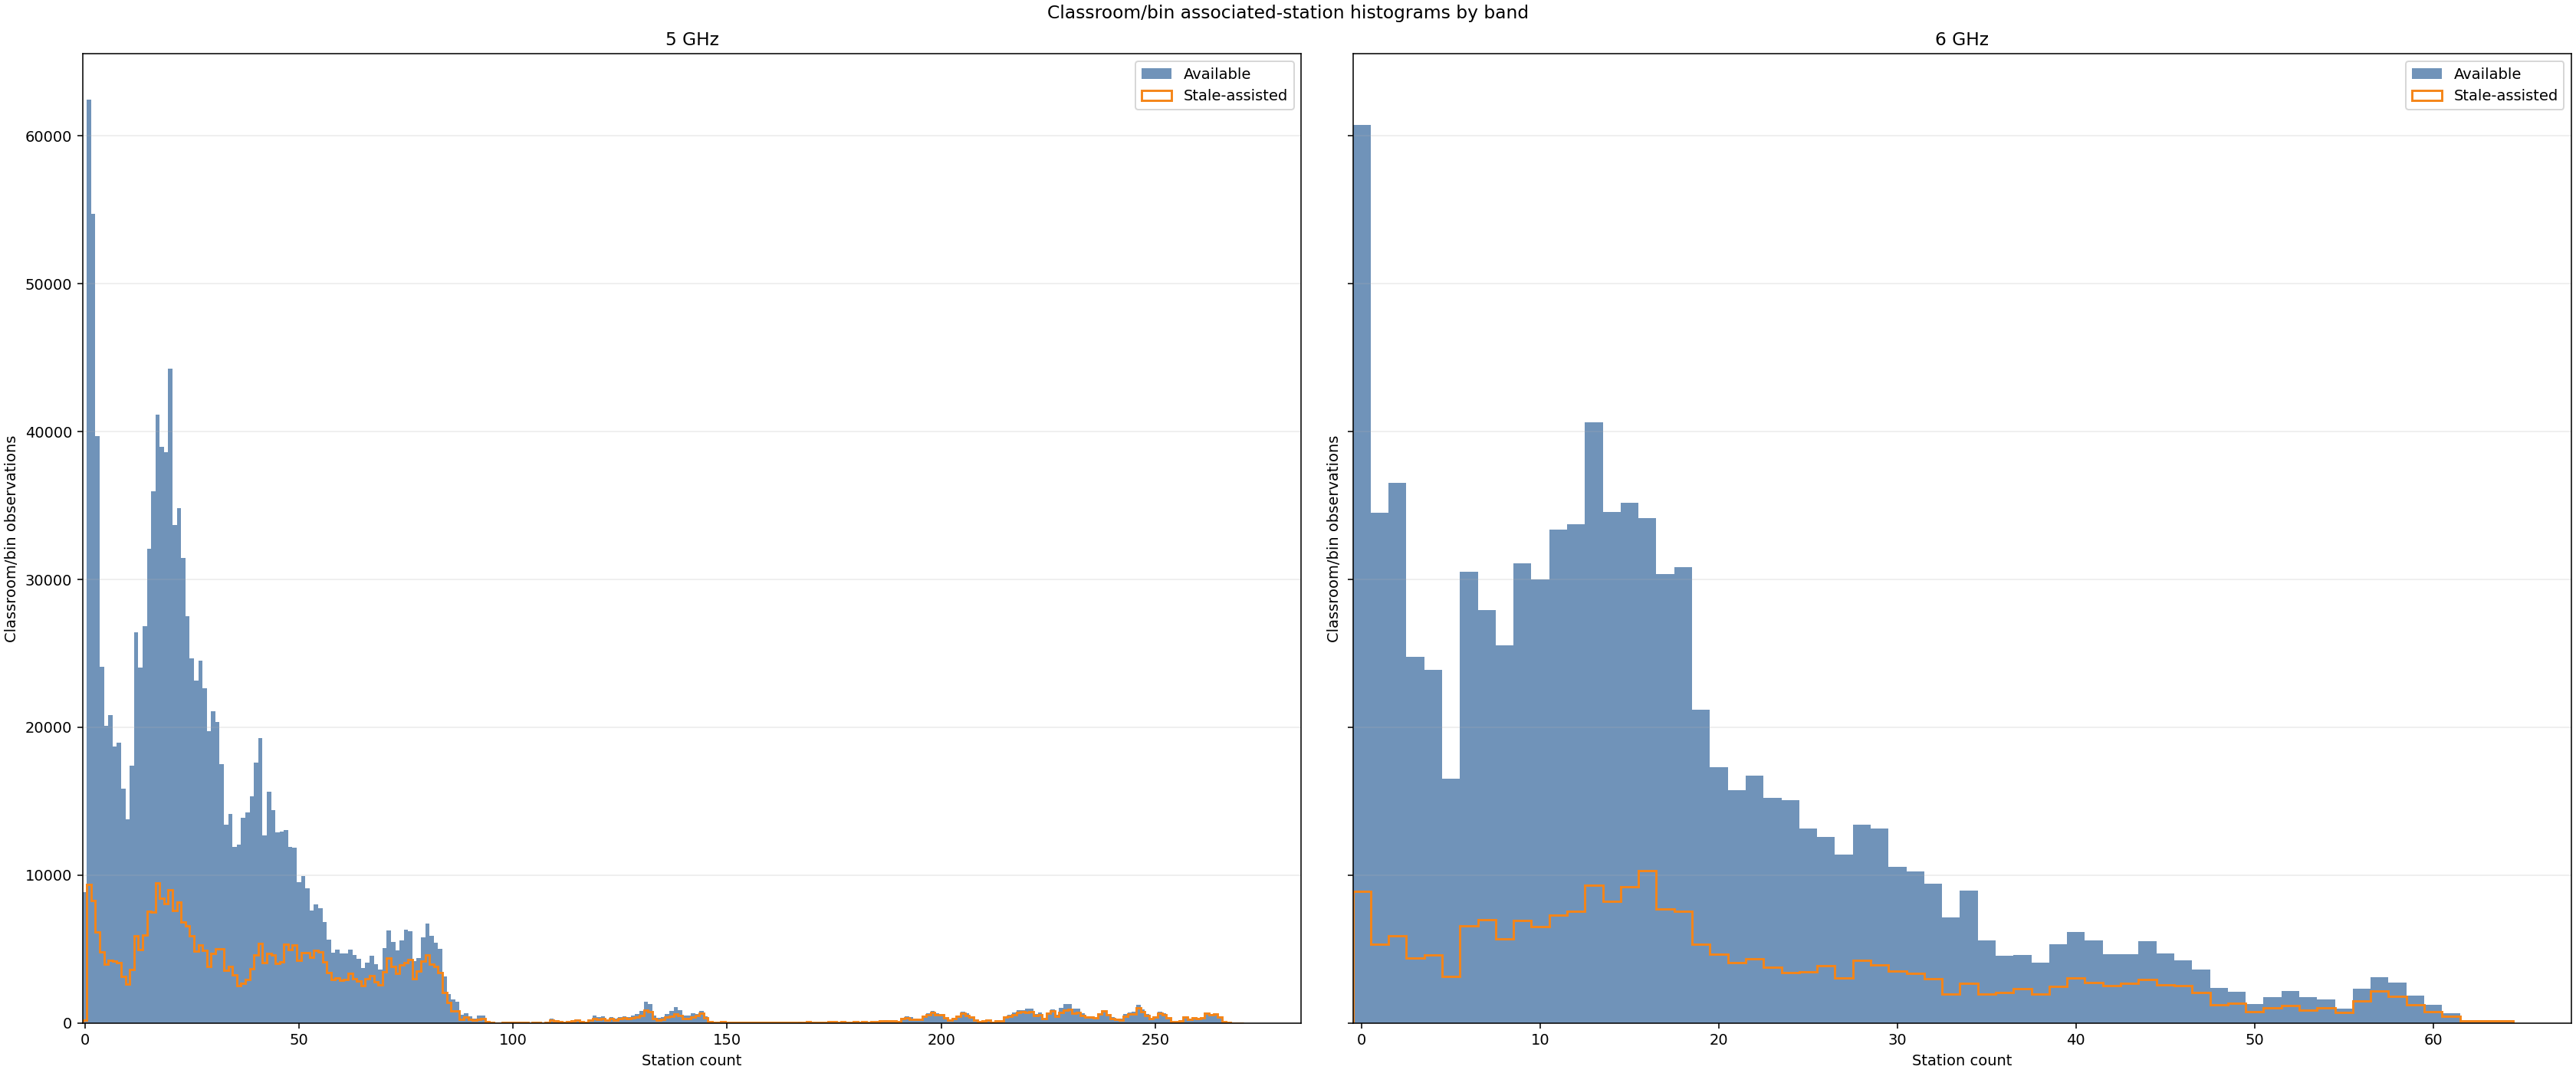 Classroom/bin associated-station histograms by band
5 GHz
Available
Stale-assisted
60000
50000
40000
30000
20000
10000
0
Classroom/bin observations
0 50 100 150 200 250
Station count
6 GHz
Available
Stale-assisted
Classroom/bin observations
0 10 20 30 40 50 60
Station count